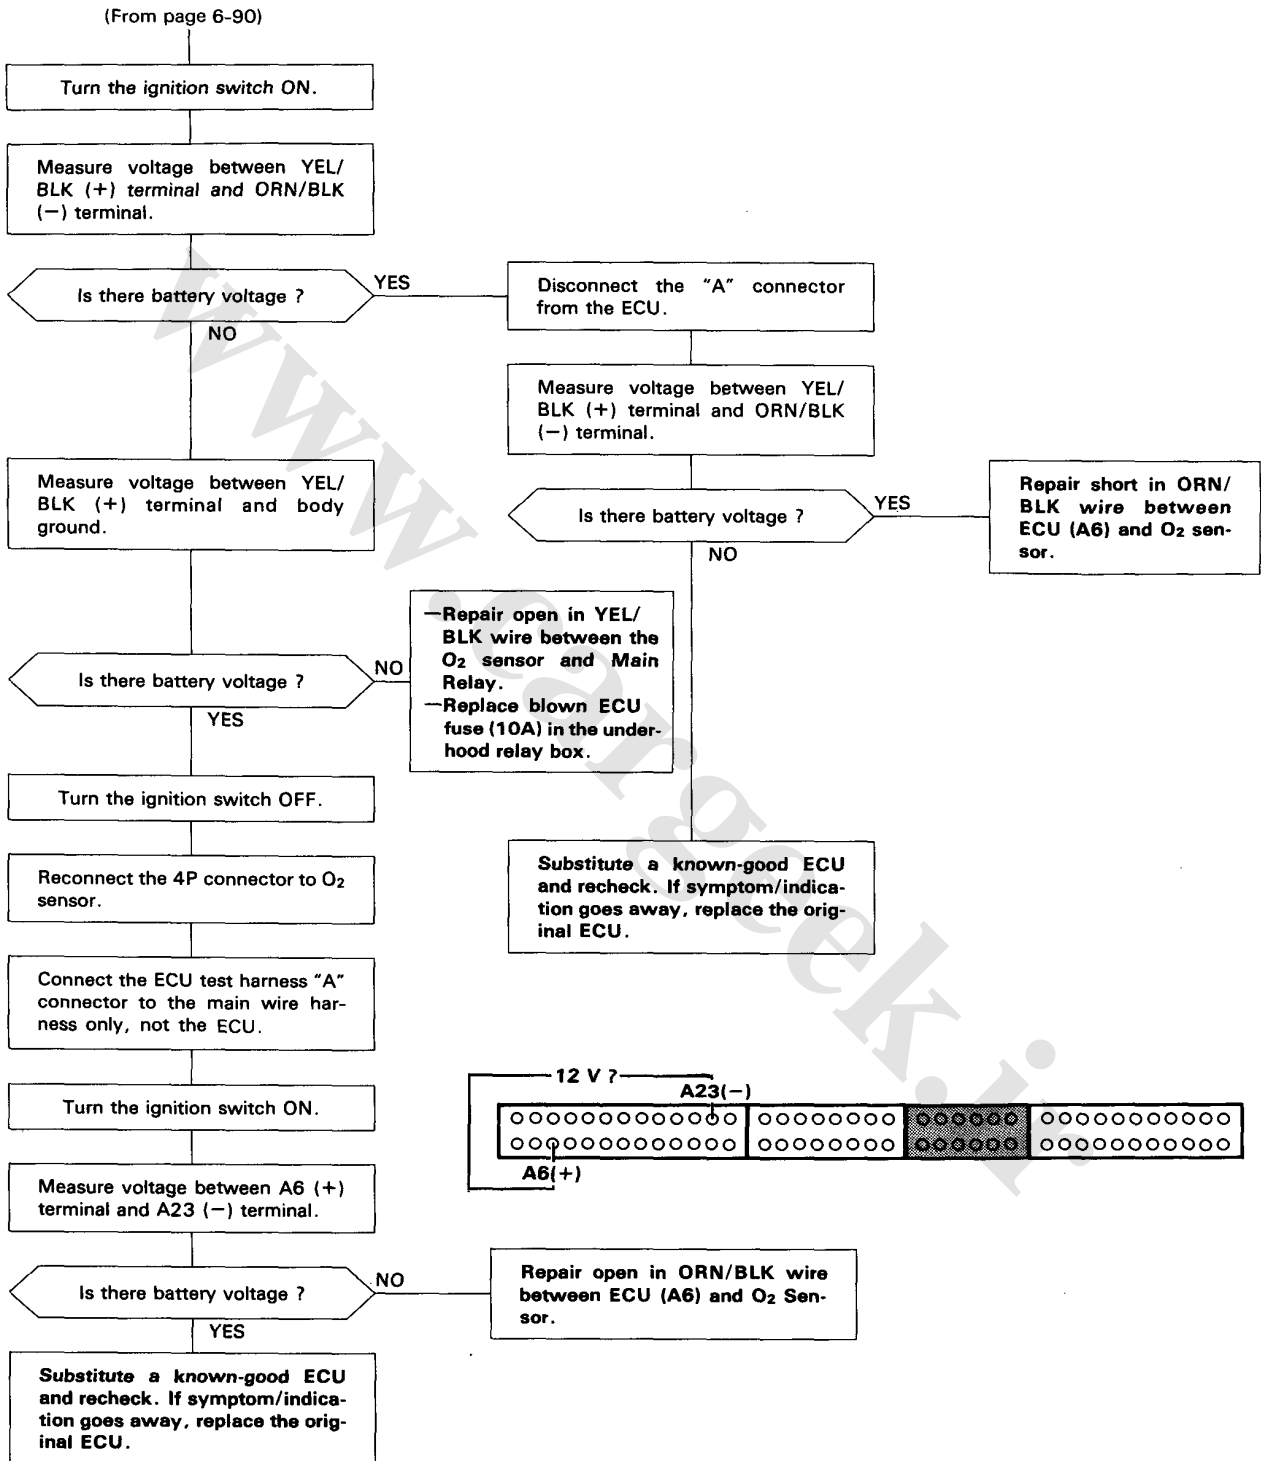 (From page 6-90)
Turn the ignition switch ON.
Measure voltage between YEL/
BLK (+) terminal and ORN/BLK
(−) terminal.
Is there battery voltage ?
YES
NO
Disconnect the "A" connector
from the ECU.
Measure voltage between YEL/
BLK (+) terminal and ORN/BLK
(−) terminal.
Is there battery voltage ?
YES
NO
Repair short in ORN/
BLK wire between
ECU (A6) and O2 sen-
sor.
Measure voltage between YEL/
BLK (+) terminal and body
ground.
Is there battery voltage ?
NO
YES
—Repair open in YEL/
BLK wire between the
O2 sensor and Main
Relay.
—Replace blown ECU
fuse (10A) in the under-
hood relay box.
Substitute a known-good ECU
and recheck. If symptom/indica-
tion goes away, replace the orig-
inal ECU.
Turn the ignition switch OFF.
Reconnect the 4P connector to O2
sensor.
Connect the ECU test harness "A"
connector to the main wire har-
ness only, not the ECU.
Turn the ignition switch ON.
Measure voltage between A6 (+)
terminal and A23 (−) terminal.
12 V ?
A23(−)
A6(+)
Is there battery voltage ?
NO
YES
Repair open in ORN/BLK wire
between ECU (A6) and O2 Sen-
sor.
Substitute a known-good ECU
and recheck. If symptom/indica-
tion goes away, replace the orig-
inal ECU.
www.cargeek.ir